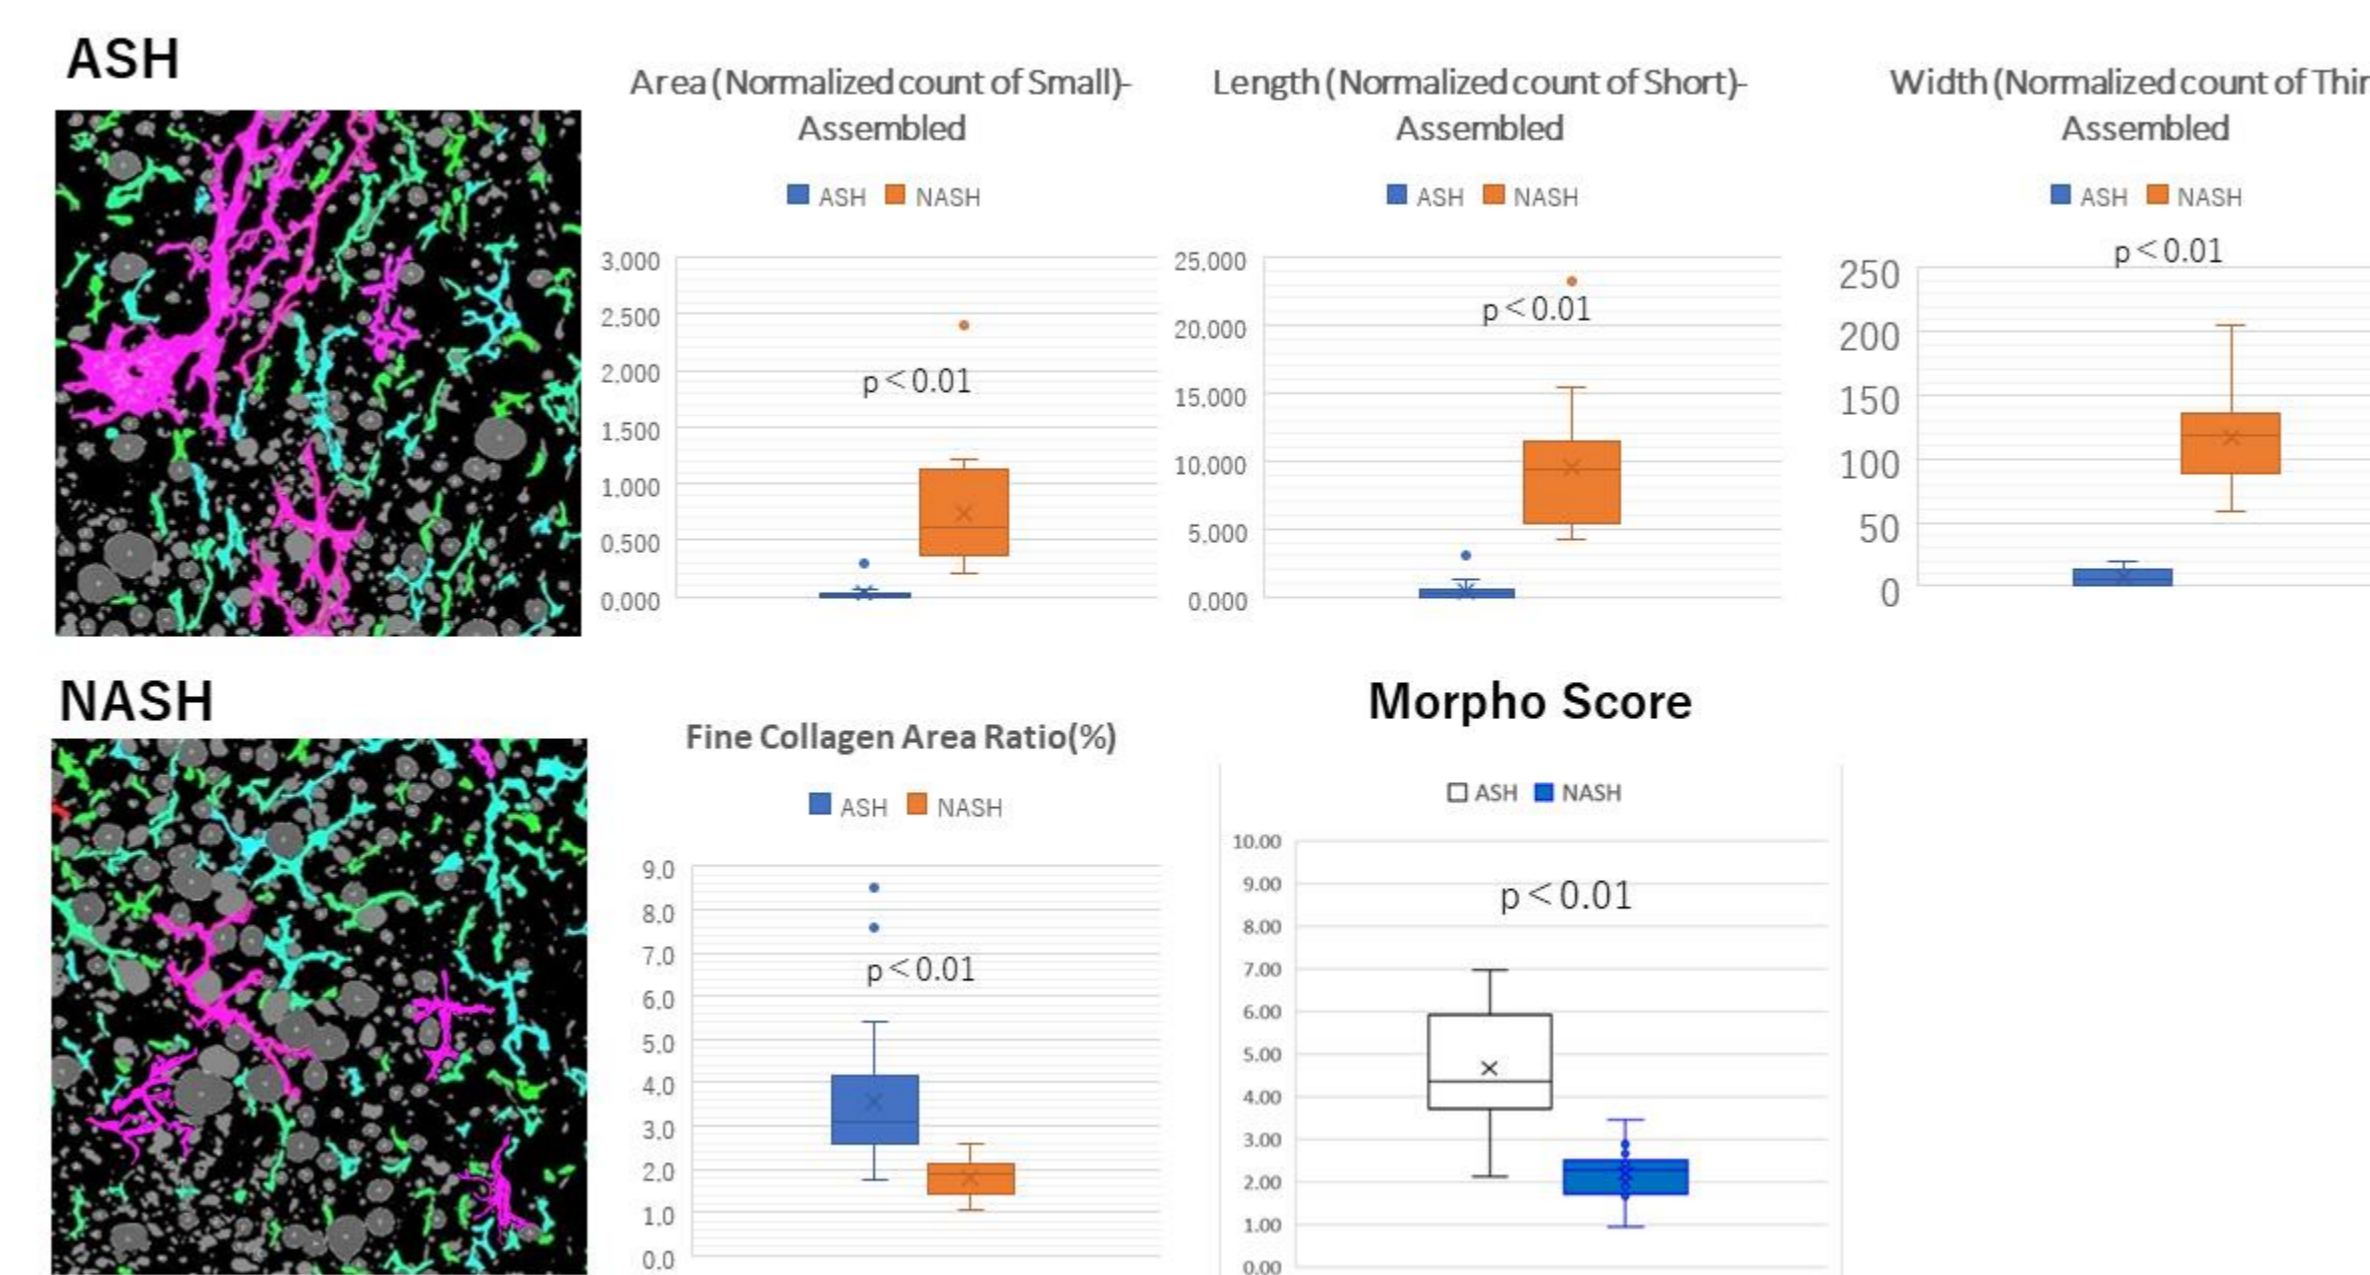 ASH
Area (Normalized count of Small)-
Assembled
ASH NASH
3.000
2.500
2.000
1.500
1.000
0.500
0.000
p<0.01
Length (Normalized count of Short)-
Assembled
ASH NASH
25.000
20.000
15.000
10.000
5.000
0.000
p<0.01
Width (Normalized count of Thin
Assembled
ASH NASH
p<0.01
250
200
150
100
50
0
NASH
Fine Collagen Area Ratio(%)
ASH NASH
9.0
8.0
7.0
6.0
5.0
4.0
3.0
2.0
1.0
0.0
p<0.01
Morpho Score
ASH NASH
10.00
9.00
8.00
7.00
6.00
5.00
4.00
3.00
2.00
1.00
0.00
p<0.01